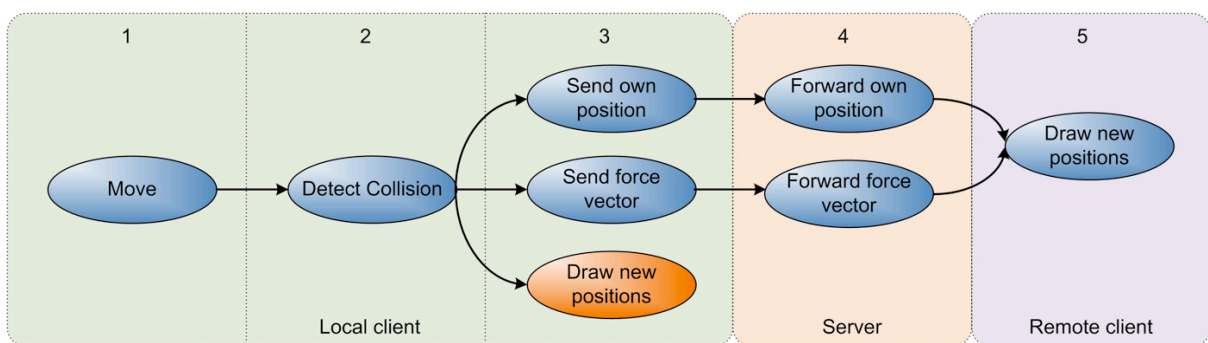 1
2
3
4
5
Send own
position
Forward own
position
Draw new
positions
Move
Detect Collision
Send force
vector
Forward force
vector
Draw new
positions
Local client
Server
Remote client